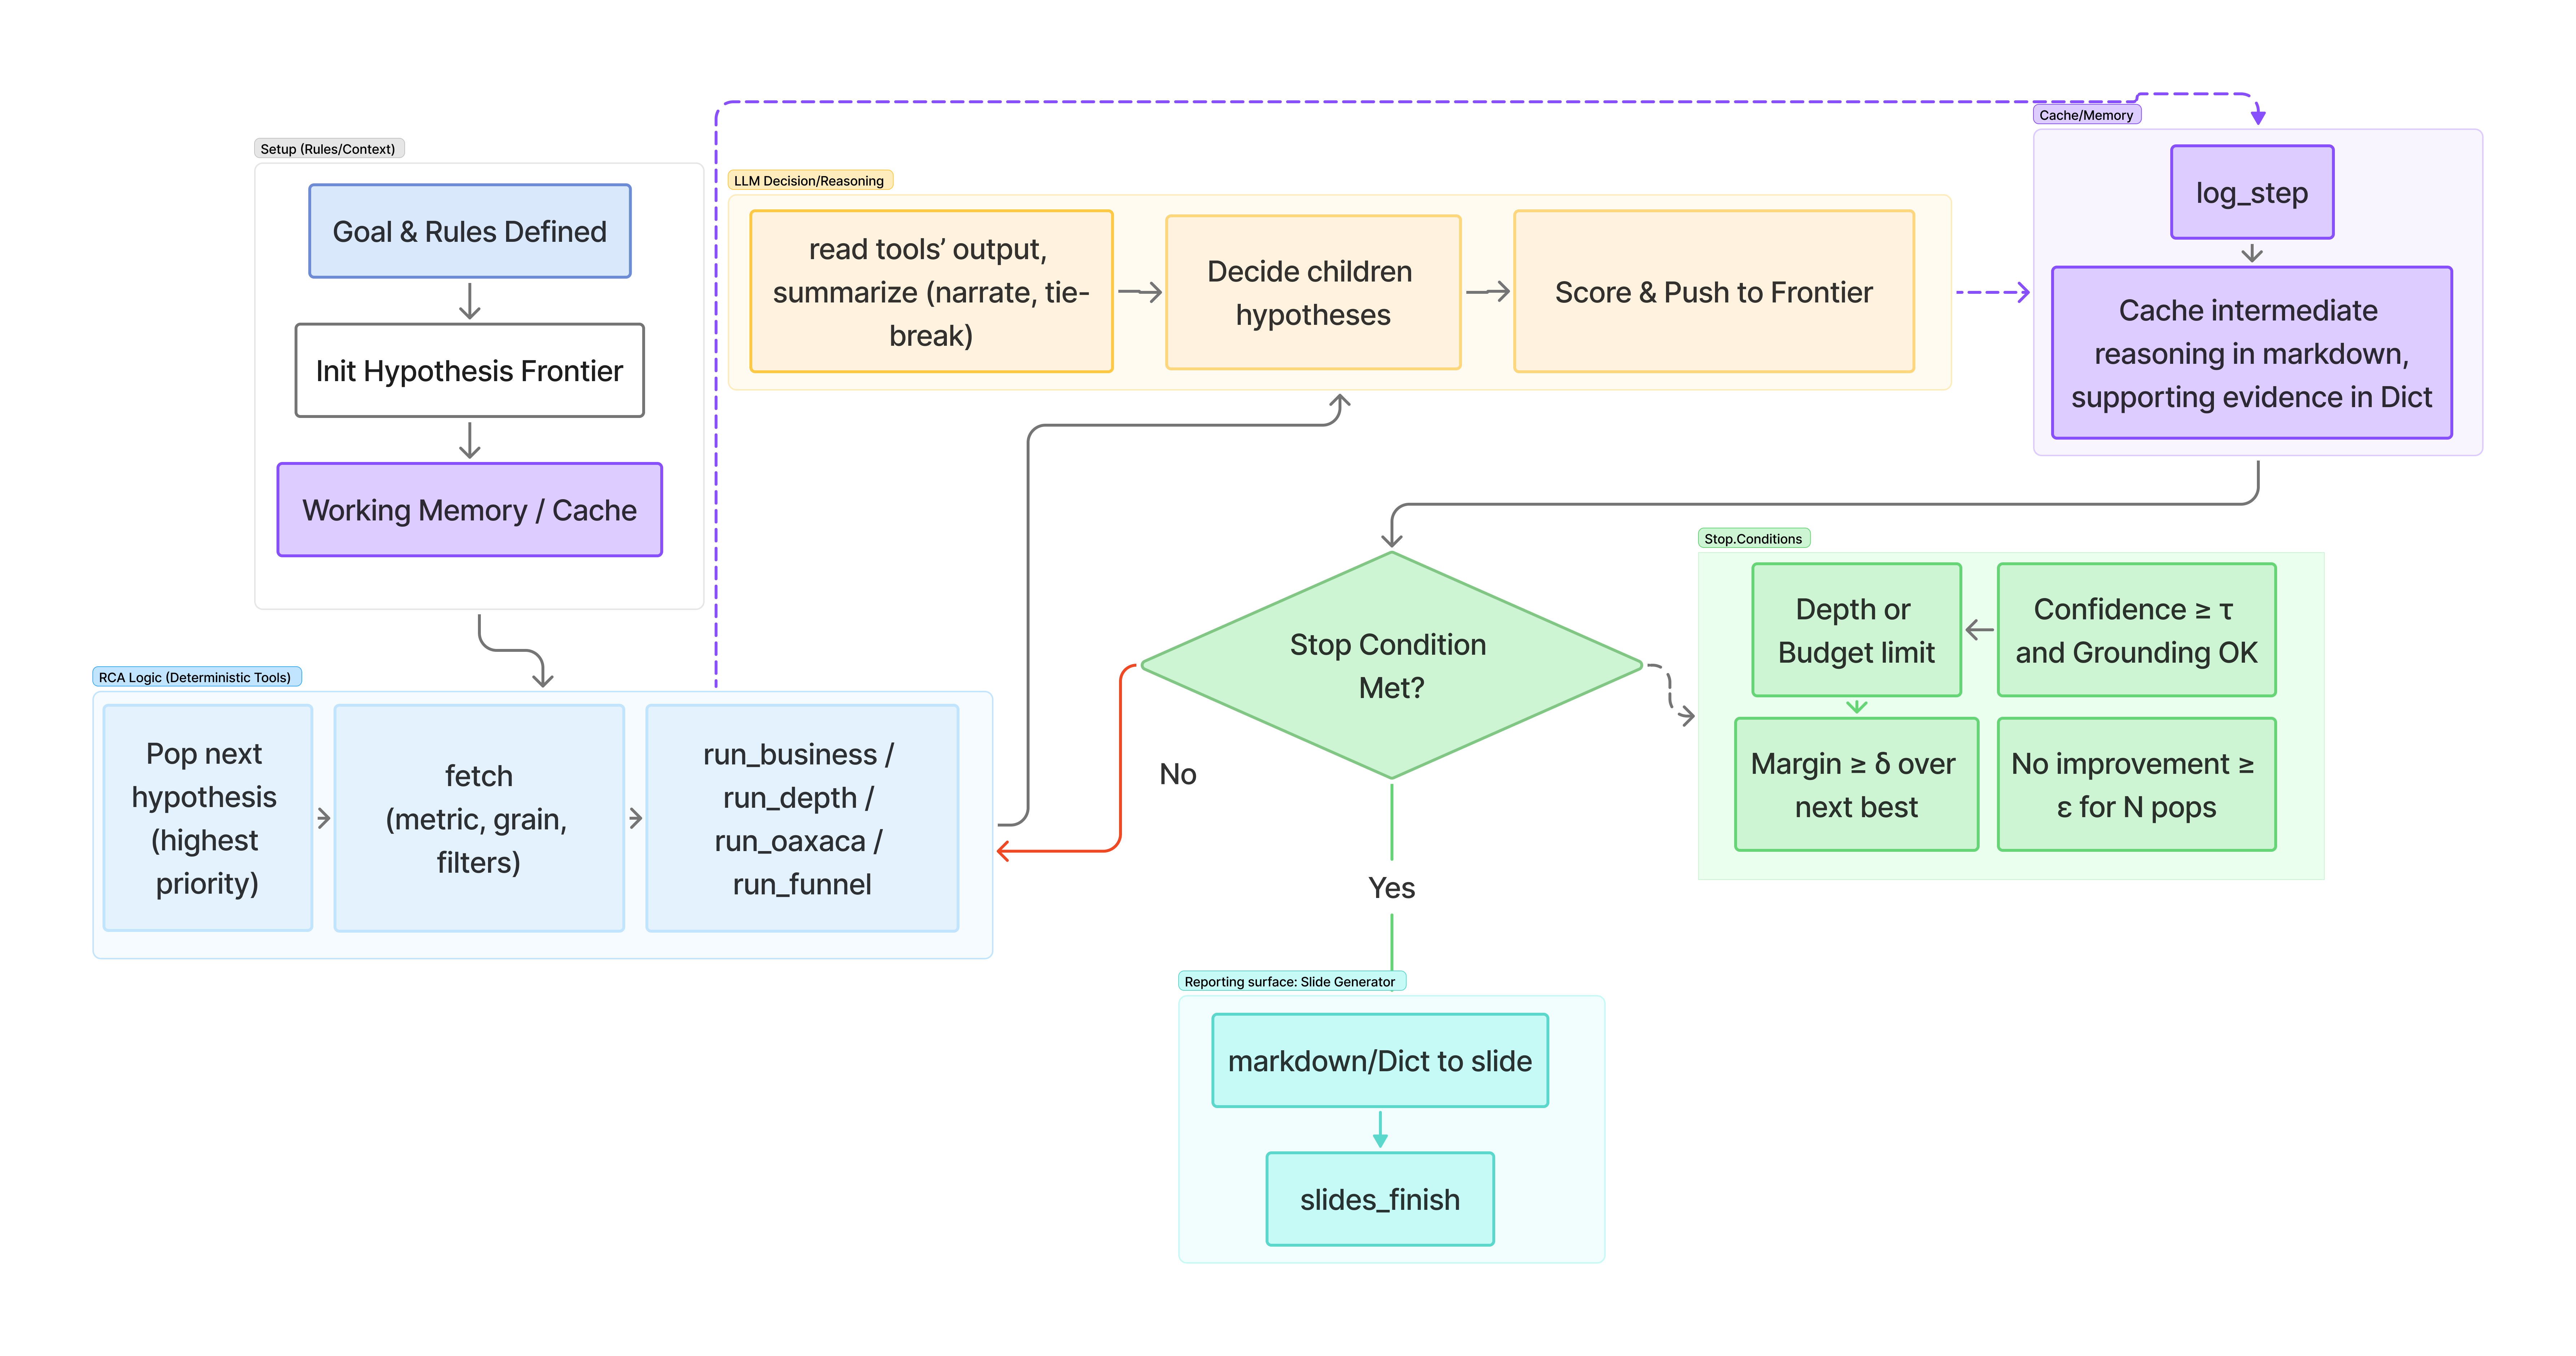 Setup (Rules/Context)
Goal & Rules Defined
Init Hypothesis Frontier
Working Memory / Cache
LLM Decision/Reasoning
read tools’ output,
summarize (narrate, tie-
break)
Decide children
hypotheses
Score & Push to Frontier
Cache/Memory
log_step
Cache intermediate
reasoning in markdown,
supporting evidence in Dict
RCA Logic (Deterministic Tools)
Pop next
hypothesis
(highest
priority)
fetch
(metric, grain,
filters)
run_business /
run_depth /
run_oaxaca /
run_funnel
Stop Condition
Met?
No
Yes
Stop.Conditions
Depth or
Budget limit
Confidence ≥ τ
and Grounding OK
Margin ≥ δ over
next best
No improvement ≥
ε for N pops
Reporting surface: Slide Generator
markdown/Dict to slide
slides_finish